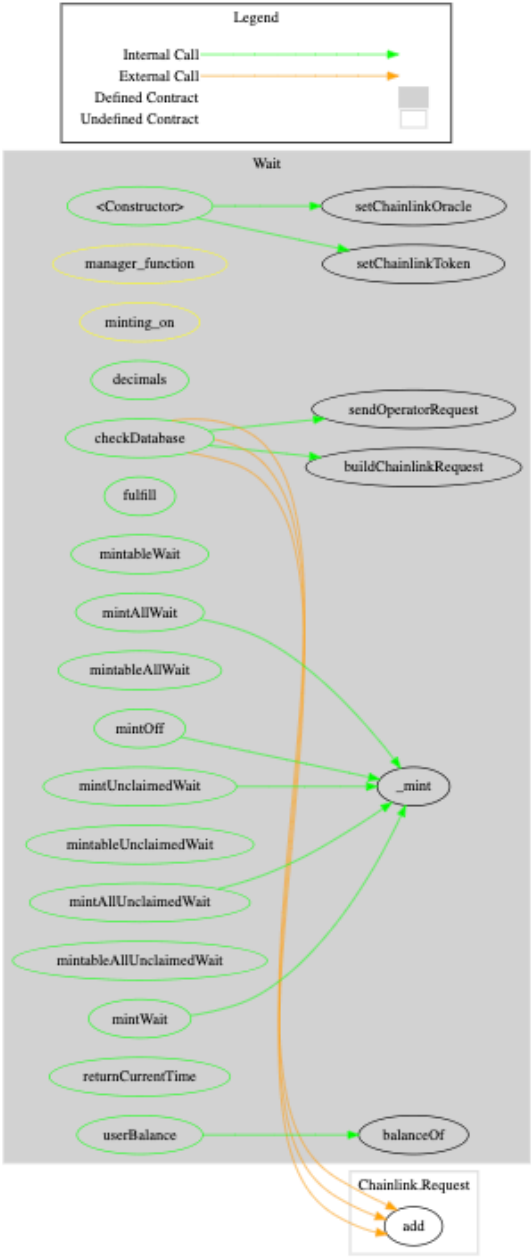 Legend
Internal Call
External Call
Defined Contract
Undefined Contract
Wait
<Constructor>
setChainlinkOracle
manager_function
setChainlinkToken
minting_on
decimals
sendOperatorRequest
checkDatabase
buildChainlinkRequest
fulfill
mintableWait
mintAllWait
mintableAllWait
mintOff
mintUnclaimedWait
_mint
mintableUnclaimedWait
mintAllUnclaimedWait
mintableAllUnclaimedWait
mintWait
returnCurrentTime
userBalance
balanceOf
Chainlink.Request
add